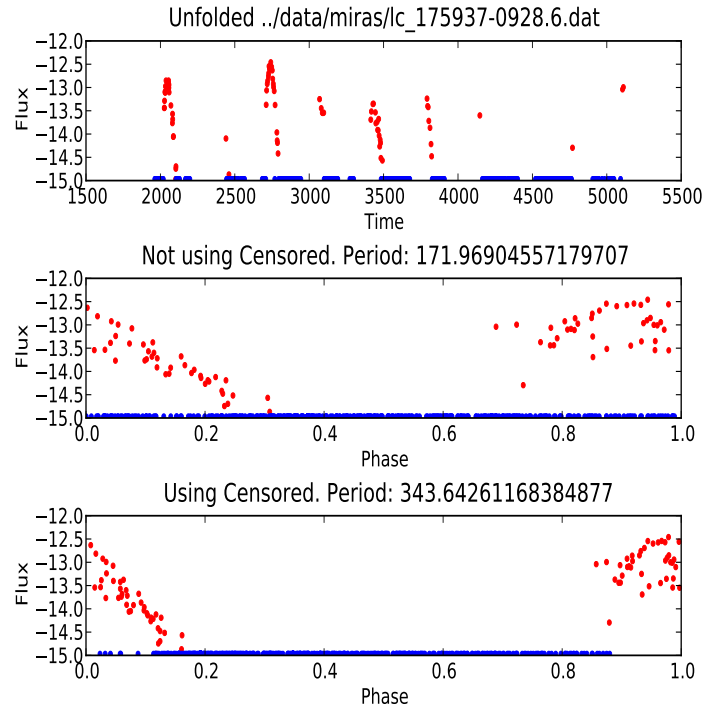 Unfolded ../data/miras/lc_175937-0928.6.dat
−12.0
−12.5
−13.0
−13.5
−14.0
−14.5
−15.0
Flux
1500 2000 2500 3000 3500 4000 4500 5000 5500
Time
Not using Censored. Period: 171.96904557179707
−12.0
−12.5
−13.0
−13.5
−14.0
−14.5
−15.0
Flux
0.0 0.2 0.4 0.6 0.8 1.0
Phase
Using Censored. Period: 343.64261168384877
−12.0
−12.5
−13.0
−13.5
−14.0
−14.5
−15.0
Flux
0.0 0.2 0.4 0.6 0.8 1.0
Phase